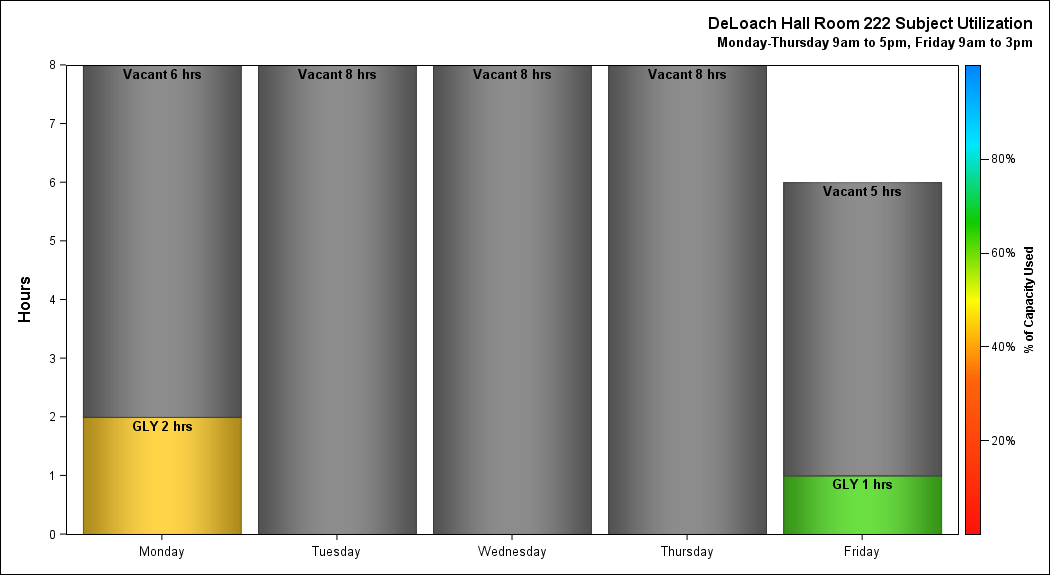 DeLoach Hall Room 222 Subject Utilization
Monday-Thursday 9am to 5pm, Friday 9am to 3pm
Hours
8
7
6
5
4
3
2
1
0
Vacant 6 hrs
GLY 2 hrs
Vacant 8 hrs
Vacant 8 hrs
Vacant 8 hrs
Vacant 5 hrs
GLY 1 hrs
Monday
Tuesday
Wednesday
Thursday
Friday
80%
60%
40%
20%
% of Capacity Used